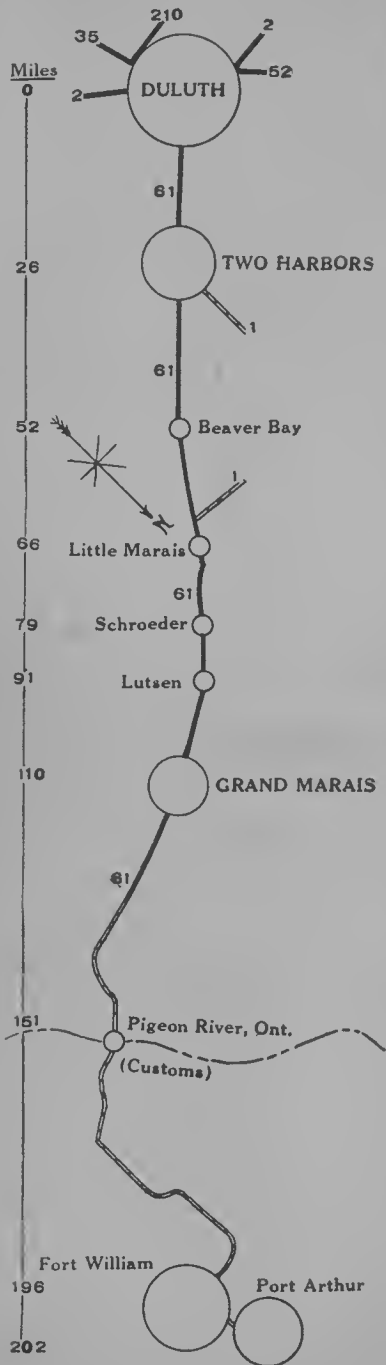 210
35
2
Miles
52
0
2
DULUTH
61
26
TWO HARBORS
1
61
52
Beaver Bay
1
N
66
Little Marais
61
79
Schroeder
91
Lutsen
110
GRAND MARAIS
61
151
Pigeon River, Ont.
(Customs)
Fort William
196
Port Arthur
202